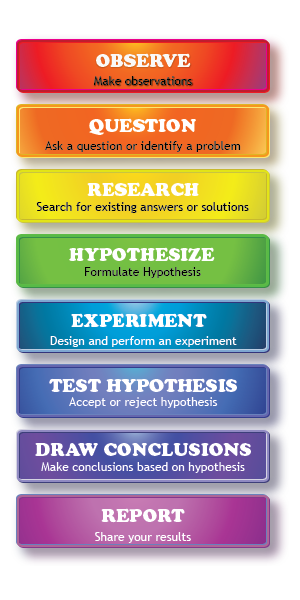 OBSERVE
Make observations
QUESTION
Ask a question or identify a problem
RESEARCH
Search for existing answers or solutions
HYPOTHESIZE
Formulate Hypothesis
EXPERIMENT
Design and perform an experiment
TEST HYPOTHESIS
Accept or reject hypothesis
DRAW CONCLUSIONS
Make conclusions based on hypothesis
REPORT
Share your results